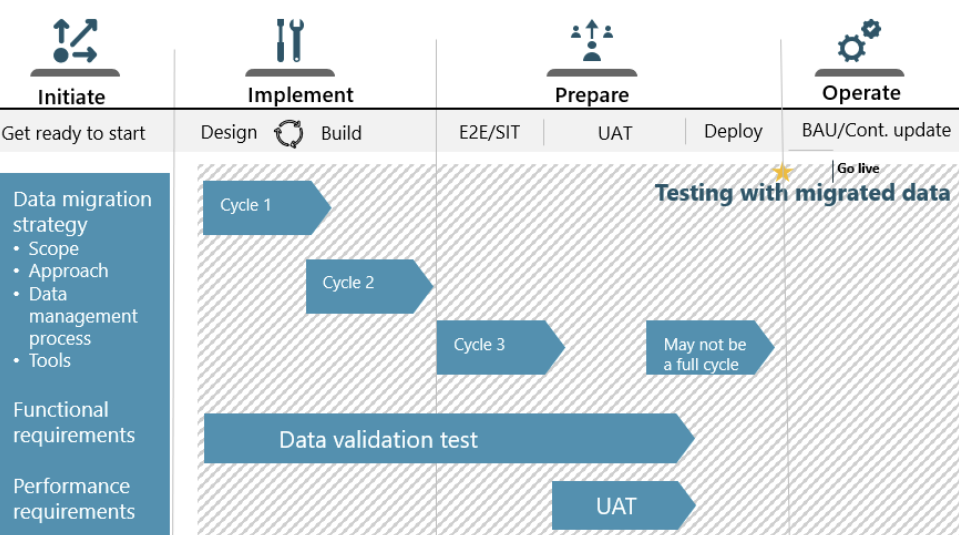 Initiate
Implement
Prepare
Operate
Get ready to start
Design
Build
E2E/SIT
UAT
Deploy
BAU/Cont. update
Go live
Testing with migrated data
Data migration
strategy
• Scope
• Approach
• Data
management
process
• Tools
Functional
requirements
Performance
requirements
Cycle 1
Cycle 2
Cycle 3
May not be
a full cycle
Data validation test
UAT